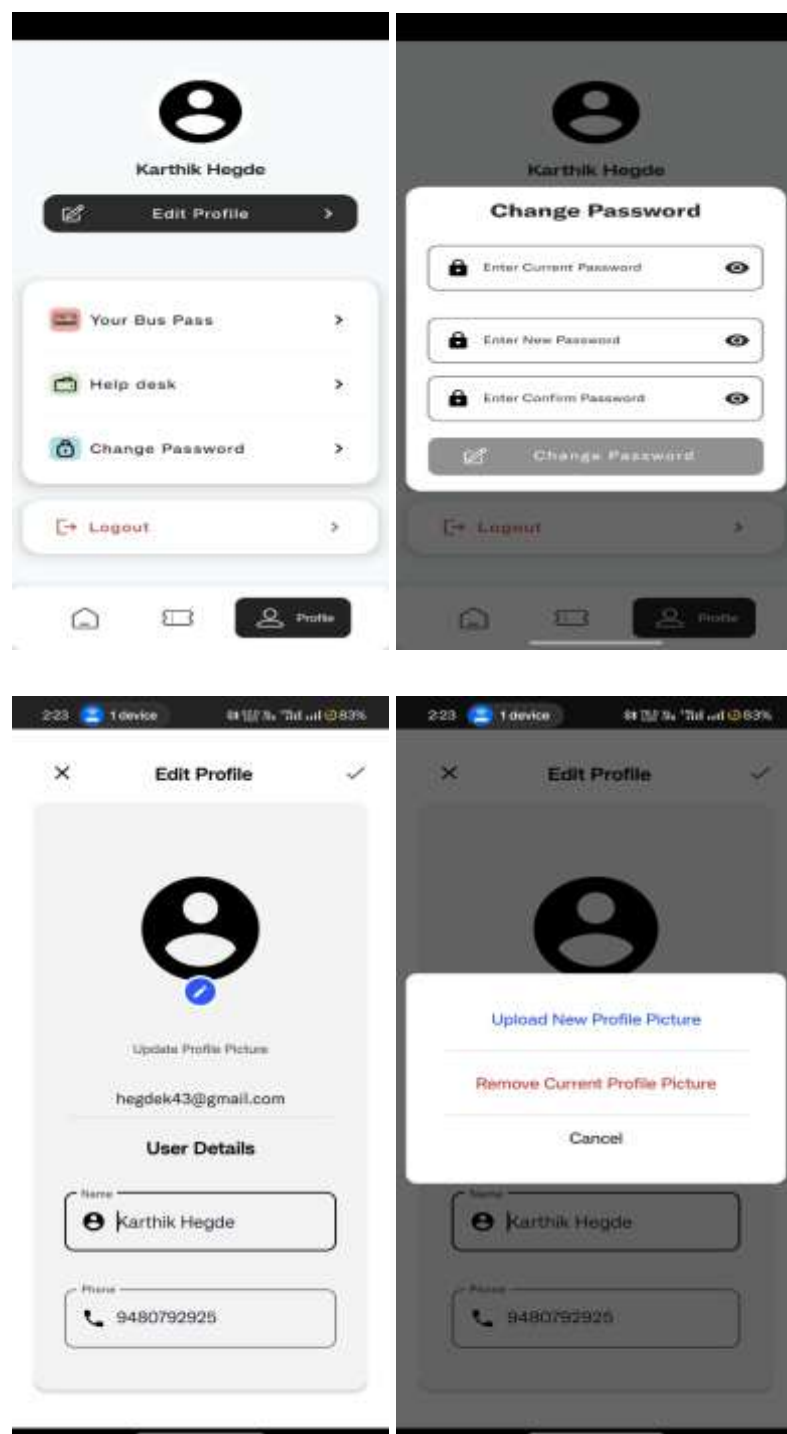 Karthik Hegde
Edit Profile
Your Bus Pass
Help desk
Change Password
Logout
Profile
Karthik Hegde
Change Password
Enter Current Password
Enter New Password
Enter Confirm Password
Change Password
Logout
Profile
2:23 1 device 83%
Edit Profile
Update Profile Picture
hegdek43@gmail.com
User Details
Name
Karthik Hegde
Phone
9480792925
2:23 1 device 83%
Edit Profile
Upload New Profile Picture
Remove Current Profile Picture
Cancel
Name
Karthik Hegde
Phone
9480792925